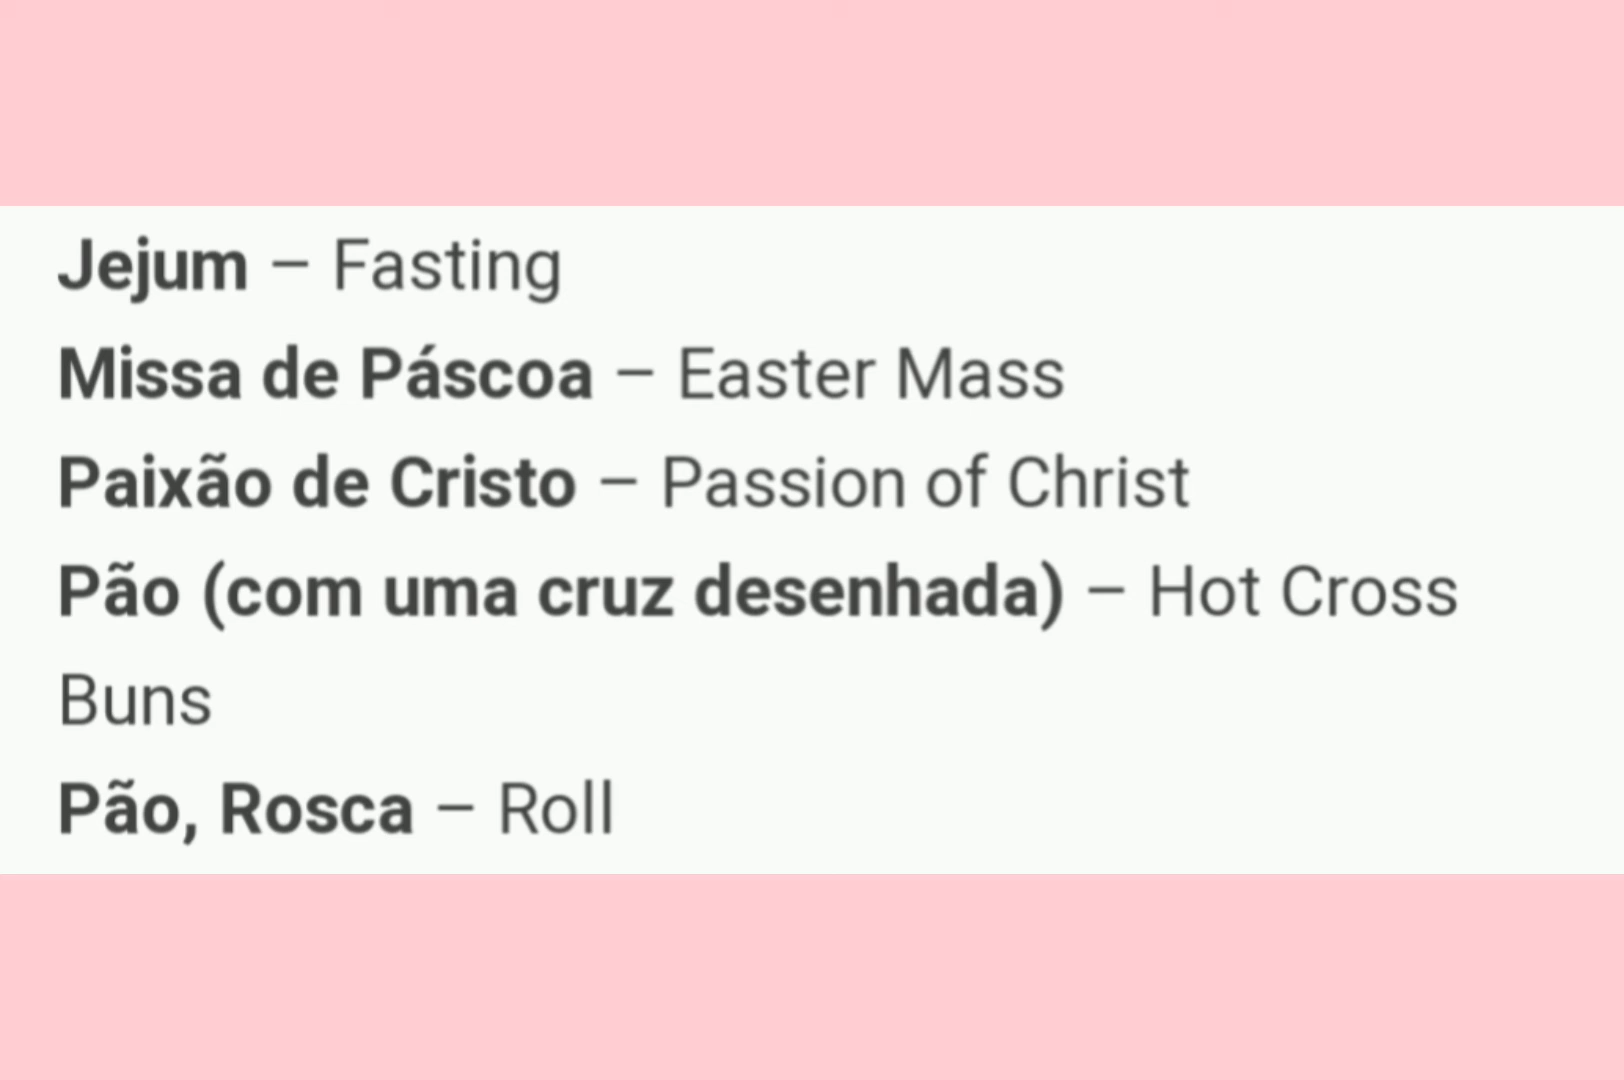 Jejum – Fasting
Missa de Páscoa – Easter Mass
Paixão de Cristo – Passion of Christ
Pão (com uma cruz desenhada) – Hot Cross
Buns
Pão, Rosca – Roll